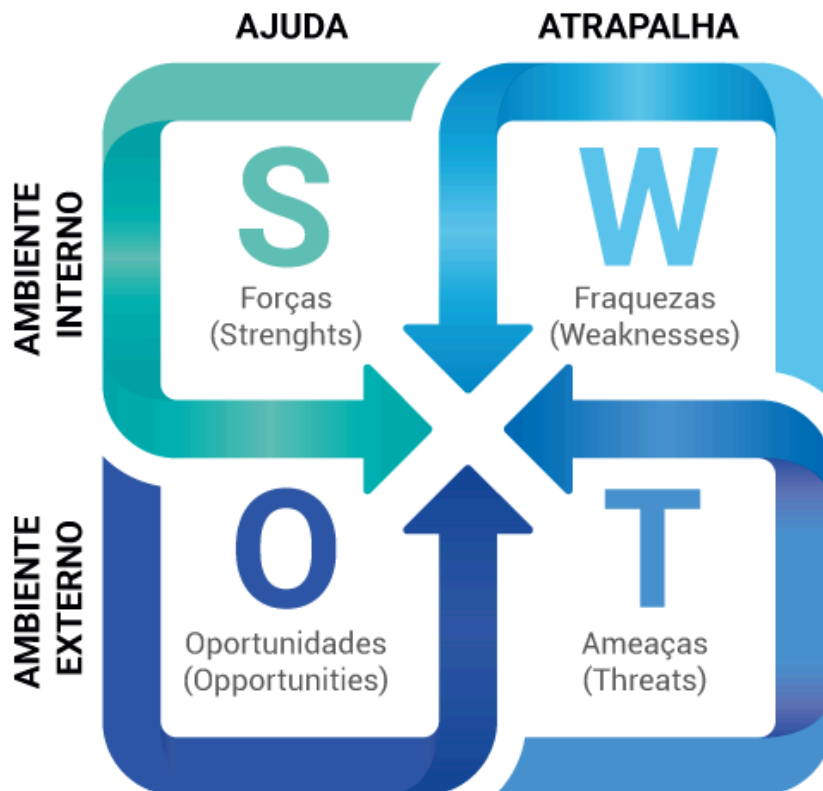 AJUDA
ATRAPALHA
AMBIENTE
INTERNO
S
Forças
(Strenghts)
W
Fraquezas
(Weaknesses)
AMBIENTE
EXTERNO
O
Oportunidades
(Opportunities)
T
Ameaças
(Threats)